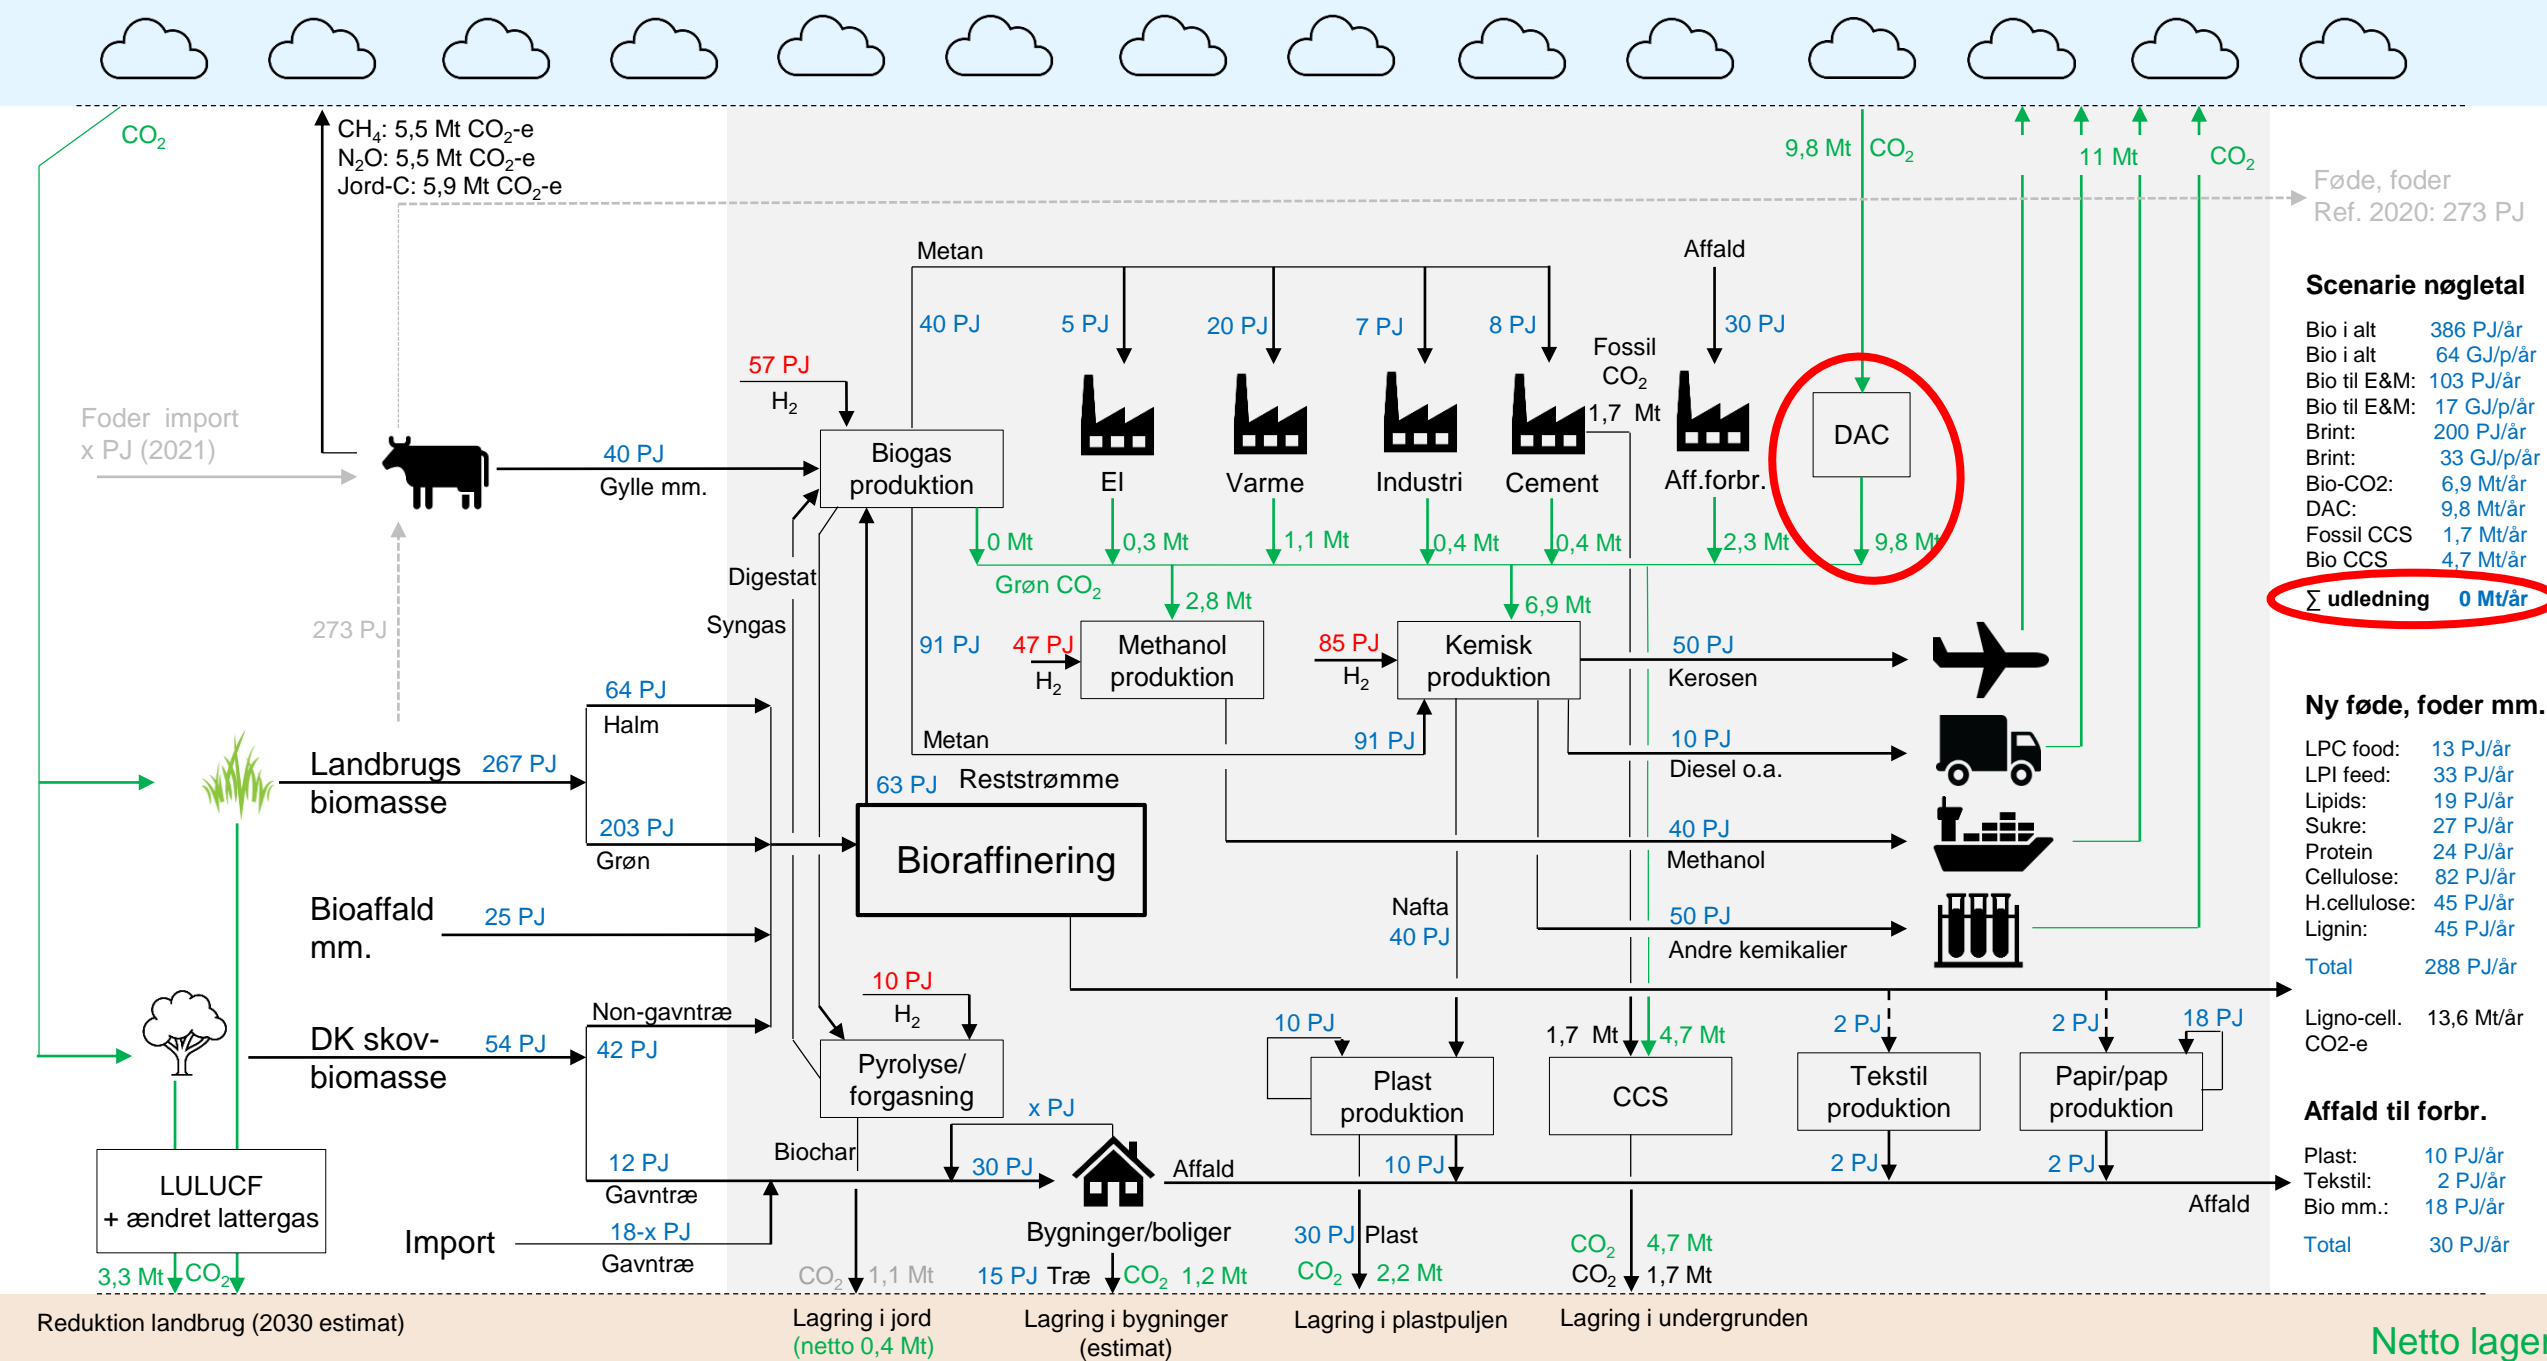 CO₂
CH₄: 5,5 Mt CO₂-e
N₂O: 5,5 Mt CO₂-e
Jord-C: 5,9 Mt CO₂-e
9,8 Mt CO₂
11 Mt
CO₂
Føde, foder
Ref. 2020: 273 PJ
Metan
Affald
40 PJ
5 PJ
20 PJ
7 PJ
8 PJ
30 PJ
Fossil
CO₂
1,7 Mt
57 PJ
H₂
Foder import
x PJ (2021)
40 PJ
Gylle mm.
Biogas
produktion
El
Varme
Industri
Cement
Aff.forbr.
DAC
0 Mt
0,3 Mt
1,1 Mt
0,4 Mt
0,4 Mt
2,3 Mt
9,8 Mt
Grøn CO₂
Digestat
Syngas
2,8 Mt
6,9 Mt
273 PJ
91 PJ
47 PJ
H₂
Methanol
produktion
85 PJ
H₂
Kemisk
produktion
50 PJ
Kerosen
64 PJ
Halm
Metan
91 PJ
10 PJ
Diesel o.a.
Landbrugs
biomasse
267 PJ
63 PJ
Reststrømme
203 PJ
Grøn
Bioraffinering
40 PJ
Methanol
Bioaffald
mm.
25 PJ
Nafta
40 PJ
50 PJ
Andre kemikalier
10 PJ
H₂
Non-gavntræ
42 PJ
DK skov-
biomasse
54 PJ
Pyrolyse/
forgasning
10 PJ
Plast
produktion
1,7 Mt
4,7 Mt
CCS
2 PJ
Tekstil
produktion
2 PJ
18 PJ
Papir/pap
produktion
x PJ
Biochar
12 PJ
Gavntræ
30 PJ
Affald
10 PJ
2 PJ
2 PJ
Affald
LULUCF
+ ændret lattergas
Import
18-x PJ
Gavntræ
Bygninger/boliger
30 PJ Plast
CO₂ 2,2 Mt
CO₂ 4,7 Mt
CO₂ 1,7 Mt
3,3 Mt CO₂
CO₂ 1,1 Mt
15 PJ Træ
CO₂ 1,2 Mt
Reduktion landbrug (2030 estimat)
Lagring i jord
(netto 0,4 Mt)
Lagring i bygninger
(estimat)
Lagring i plastpuljen
Lagring i undergrunden
Netto lager
Scenarie nøgletal
Bio i alt 386 PJ/år
Bio i alt 64 GJ/p/år
Bio til E&M: 103 PJ/år
Bio til E&M: 17 GJ/p/år
Brint: 200 PJ/år
Brint: 33 GJ/p/år
Bio-CO2: 6,9 Mt/år
DAC: 9,8 Mt/år
Fossil CCS 1,7 Mt/år
Bio CCS 4,7 Mt/år
∑ udledning 0 Mt/år
Ny føde, foder mm.
LPC food: 13 PJ/år
LPI feed: 33 PJ/år
Lipids: 19 PJ/år
Sukre: 27 PJ/år
Protein 24 PJ/år
Cellulose: 82 PJ/år
H.cellulose: 45 PJ/år
Lignin: 45 PJ/år
Total 288 PJ/år
Ligno-cell. 13,6 Mt/år
CO2-e
Affald til forbr.
Plast: 10 PJ/år
Tekstil: 2 PJ/år
Bio mm.: 18 PJ/år
Total 30 PJ/år